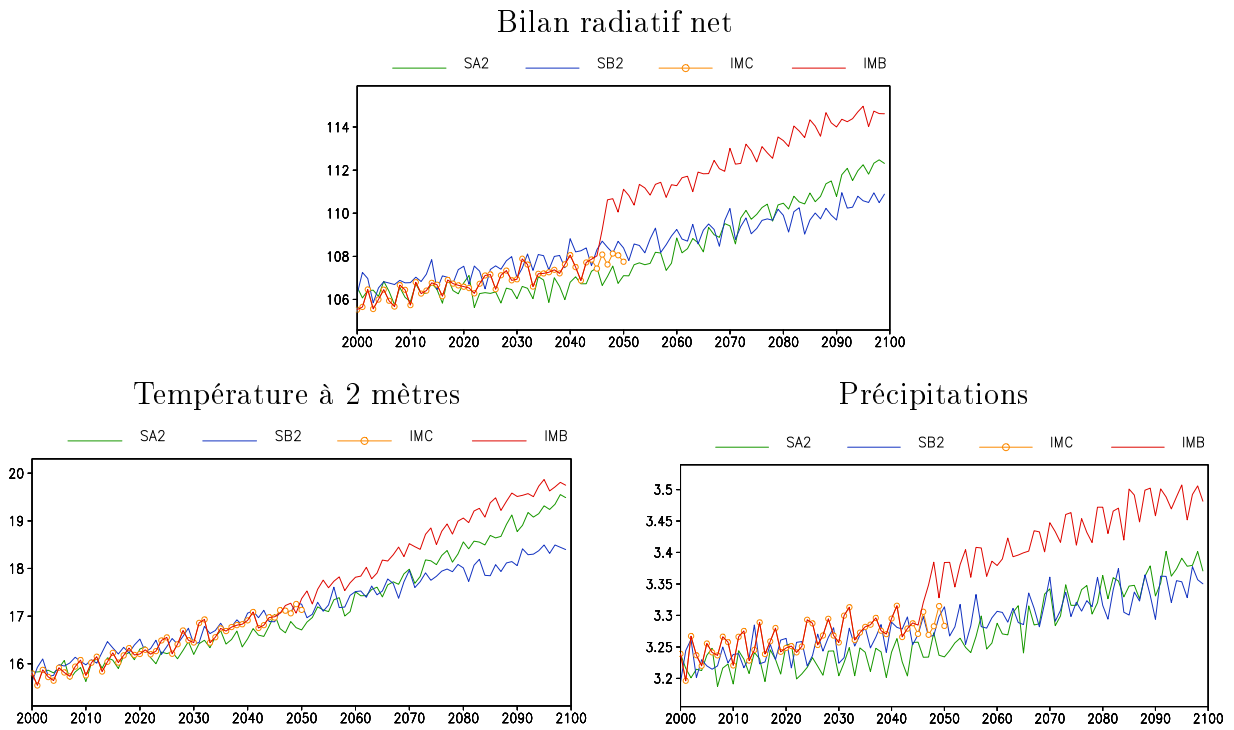 Bilan radiatif net
SA2 SB2 IMC IMB
114
112
110
108
106
2000 2010 2020 2030 2040 2050 2060 2070 2080 2090 2100
Température à 2 mètres
SA2 SB2 IMC IMB
20
19
18
17
16
2000 2010 2020 2030 2040 2050 2060 2070 2080 2090 2100
Précipitations
SA2 SB2 IMC IMB
3.5
3.45
3.4
3.35
3.3
3.25
3.2
2000 2010 2020 2030 2040 2050 2060 2070 2080 2090 2100